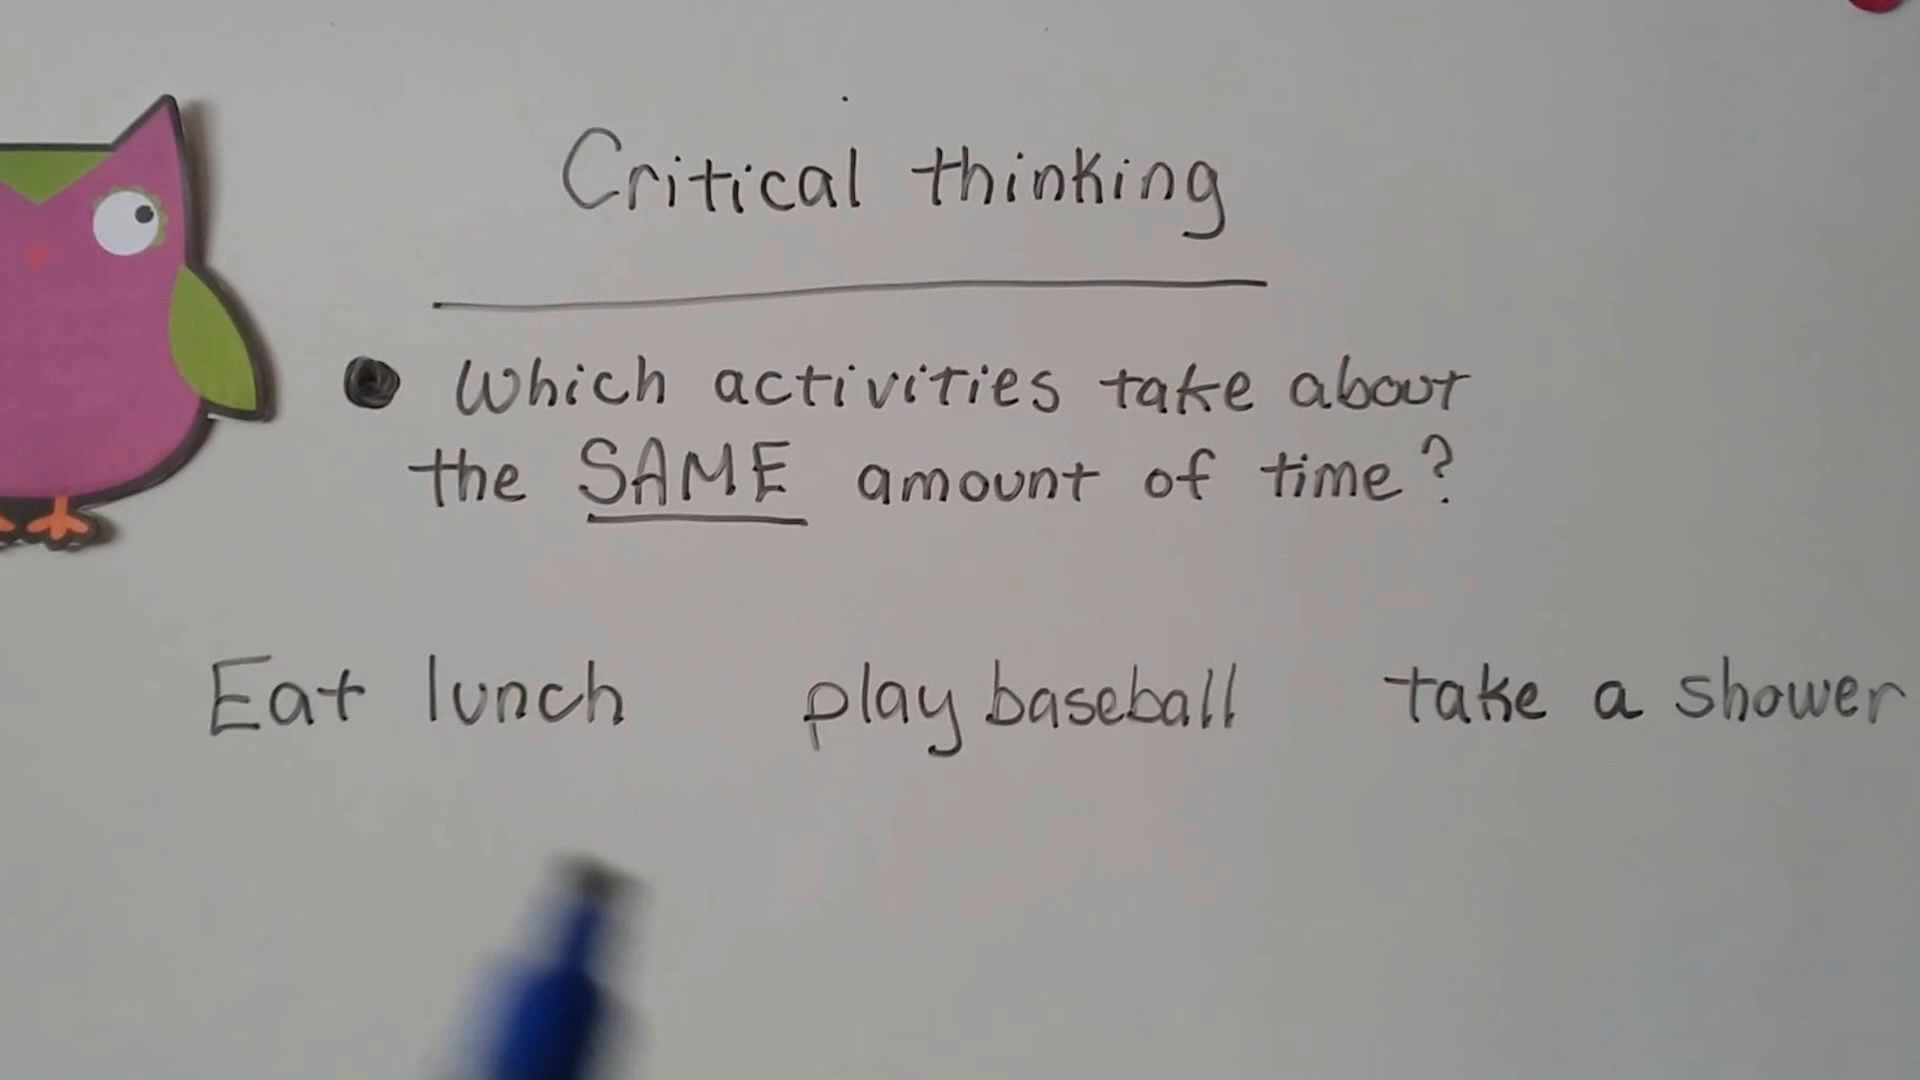 Critical thinking
Which activities take about
the SAME amount of time?
Eat lunch play baseball take a shower